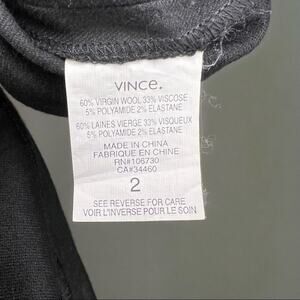 VINCE.
60% VIRGIN WOOL 33% VISCOSE
5% POLYAMIDE 2% ELASTANE
60% LAINES VIERGE 33% VISQUEUX
5% POLYAMIDE 2% ELASTANE
MADE IN CHINA
FABRIQUE EN CHINE
RN#106730
CA#34460
2
SEE REVERSE FOR CARE
VOIR L'INVERSE POUR LE SOIN